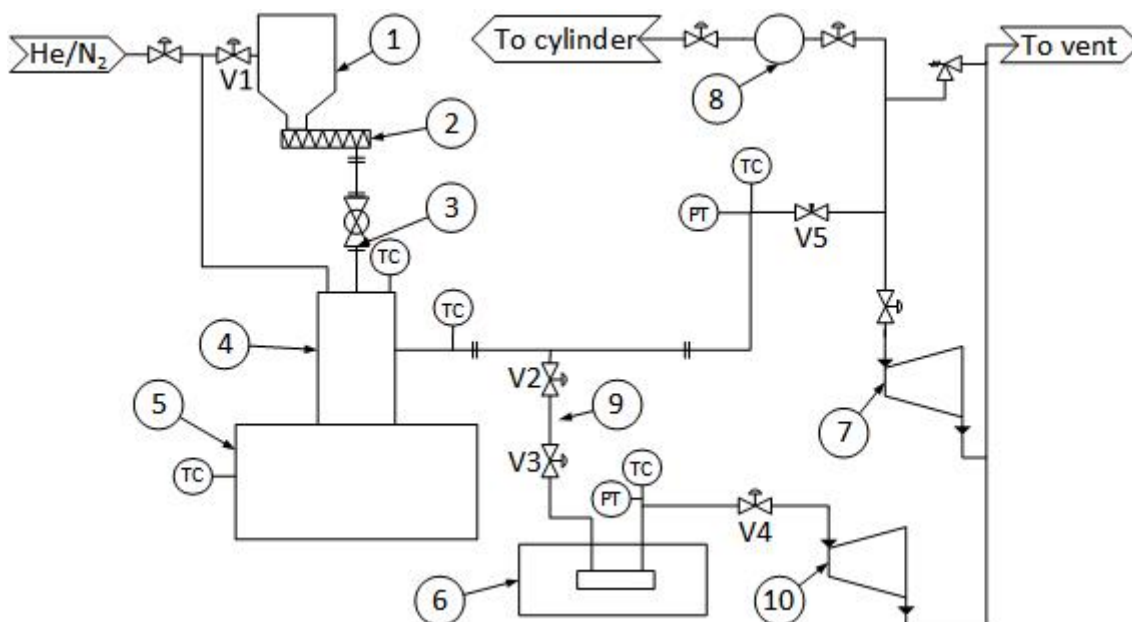 He/N₂
V1
1
2
3
TC
To cylinder
8
To vent
TC
PT
V5
TC
4
V2
9
7
5
TC
V3
TC
PT
V4
6
10